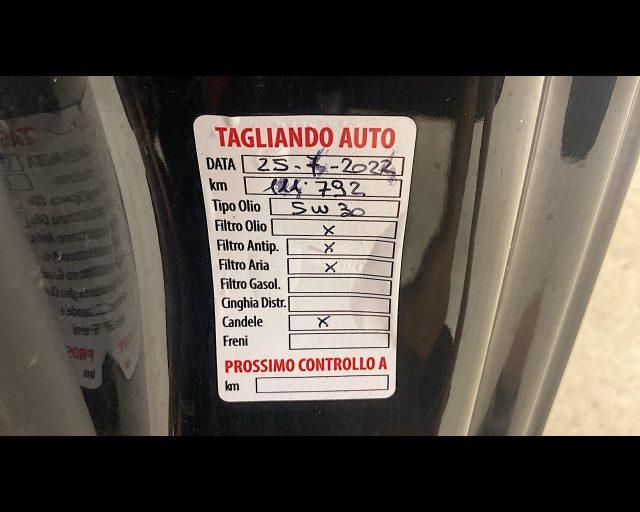 TAGLIANDO AUTO
DATA 25-7-2022
km 111.792
Tipo Olio 5W30
Filtro Olio x
Filtro Antip. x
Filtro Aria x
Filtro Gasol.
Cinghia Distr.
Candele x
Freni
PROSSIMO CONTROLLO A
km